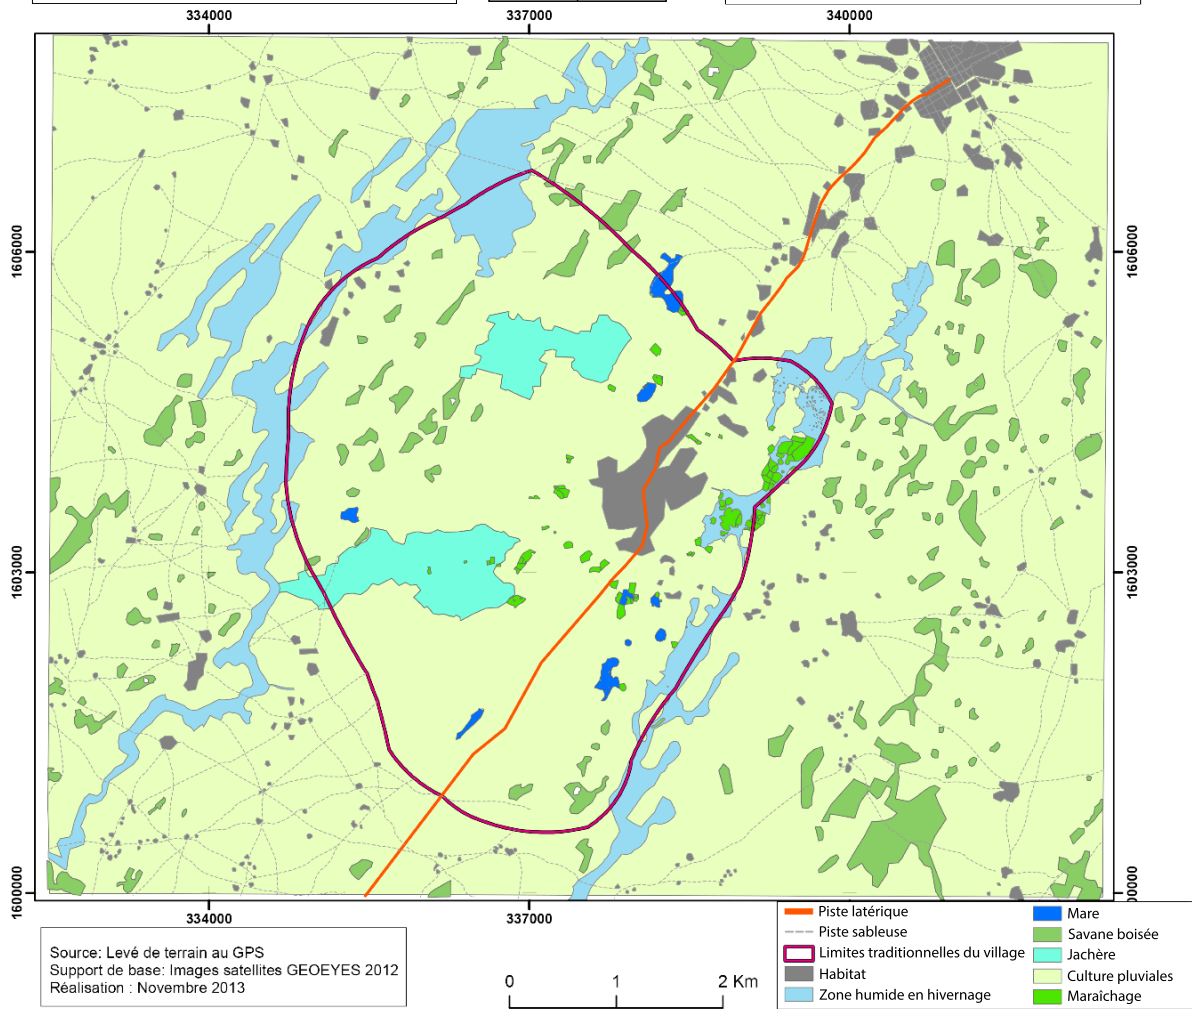 334000
337000
340000
1606000
1606000
1603000
1603000
1600000
00000
334000
337000
Source: Levé de terrain au GPS
Support de base: Images satellites GEOEYES 2012
Réalisation : Novembre 2013
0
1
2 Km
Piste latérique
Piste sableuse
Limites traditionnelles du village
Habitat
Zone humide en hivernage
Mare
Savane boisée
Jachère
Culture pluviales
Maraîchage